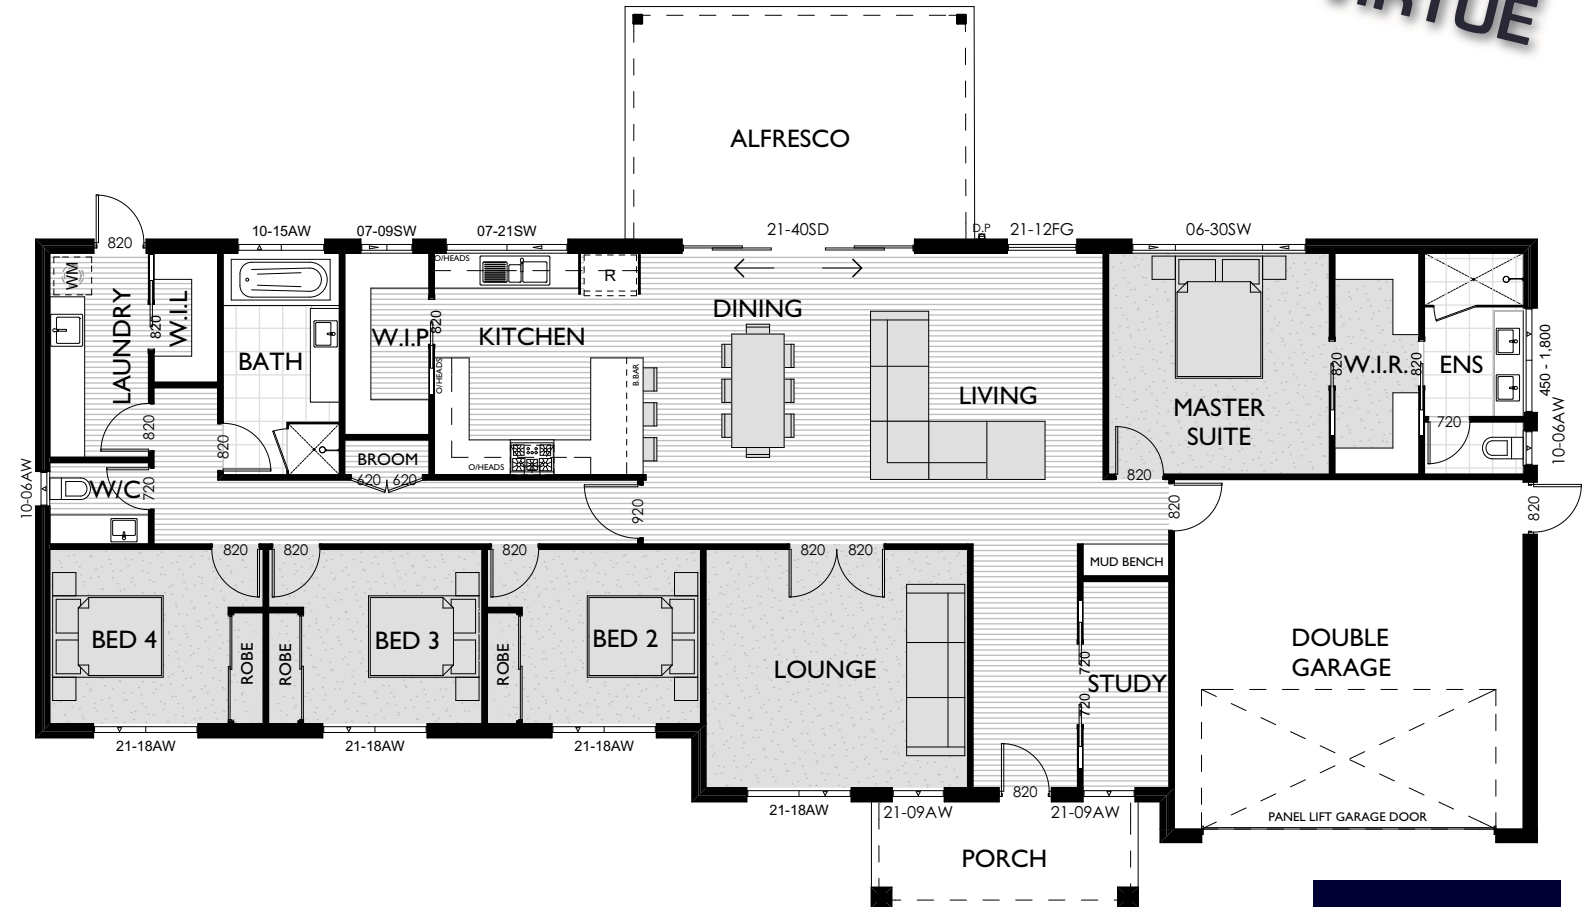 VIRTUE
ALFRESCO
10-15AW
07-09SW
07-21SW
21-40SD
D.P
21-12FG
06-30SW
820
O/HEADS
WM
R
LAUNDRY
820
W.I.L
BATH
W.I.P
820
KITCHEN
DINING
LIVING
MASTER
SUITE
820
W.I.R.
820
ENS
450 - 1,800
10-06AW
720
O/HEADS
B.BAR
O/HEADS
820
820
BROOM
620
620
820
10-06AW
W/C
720
920
820
820
820
820
820
820
820
MUD BENCH
BED 4
ROBE
ROBE
BED 3
ROBE
BED 2
LOUNGE
720
720
STUDY
DOUBLE
GARAGE
PANEL LIFT GARAGE DOOR
21-18AW
21-18AW
21-18AW
21-18AW
21-09AW
820
21-09AW
PORCH